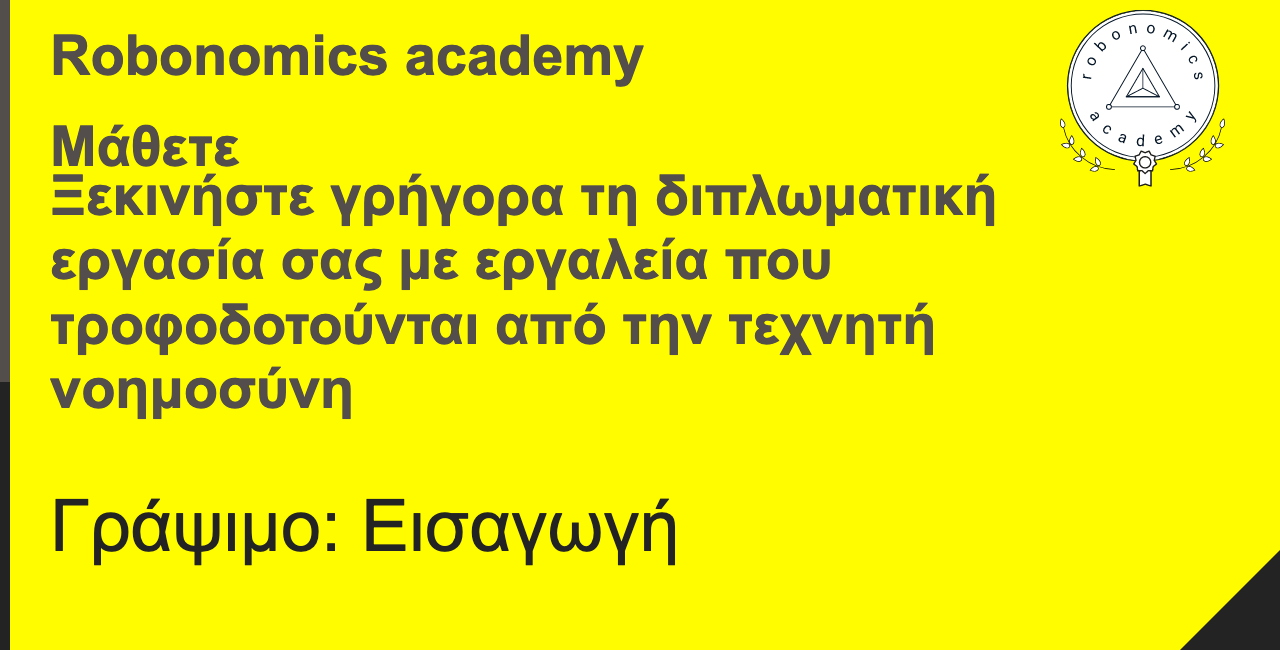 Robonomics academy
Μάθετε
Ξεκινήστε γρήγορα τη διπλωματική
εργασία σας με εργαλεία που
τροφοδοτούνται από την τεχνητή
νοημοσύνη
Γράψιμο: Εισαγωγή
robonomics
academy